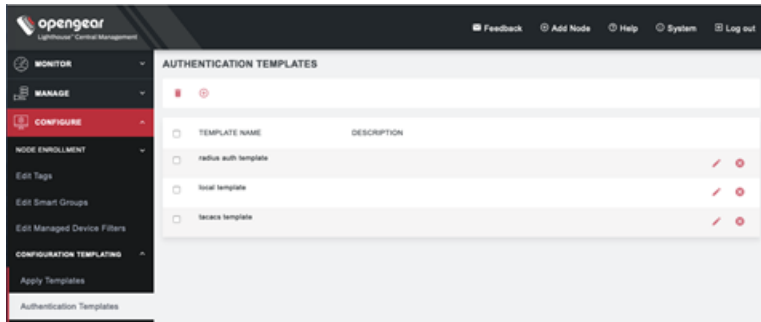 opengear
Lighthouse™ Central Management
Feedback
Add Node
Help
System
Log out
MONITOR
MANAGE
CONFIGURE
NODE ENROLLMENT
Edit Tags
Edit Smart Groups
Edit Managed Device Filters
CONFIGURATION TEMPLATING
Apply Templates
Authentication Templates
AUTHENTICATION TEMPLATES
TEMPLATE NAME DESCRIPTION
radius auth template
local template
tacacs template